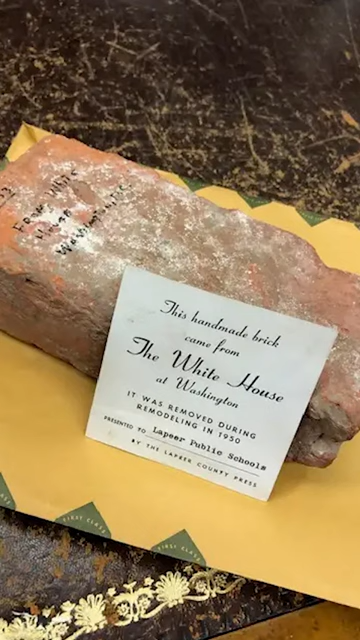 From White
House
Washington
This handmade brick
came from
The White House
at Washington
IT WAS REMOVED DURING
REMODELING IN 1950
PRESENTED TO Lapeer Public Schools
BY THE LAPEER COUNTY PRESS
FIRST CLASS
FIRST CLASS